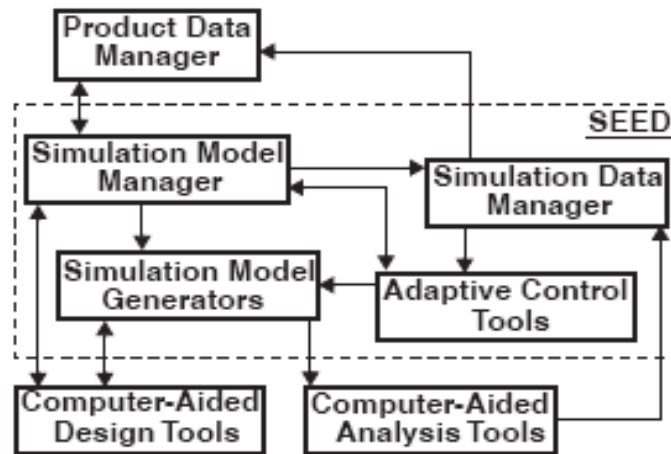 Product Data
Manager
SEED
Simulation Model
Manager
Simulation Data
Manager
Simulation Model
Generators
Adaptive Control
Tools
Computer-Aided
Design Tools
Computer-Aided
Analysis Tools